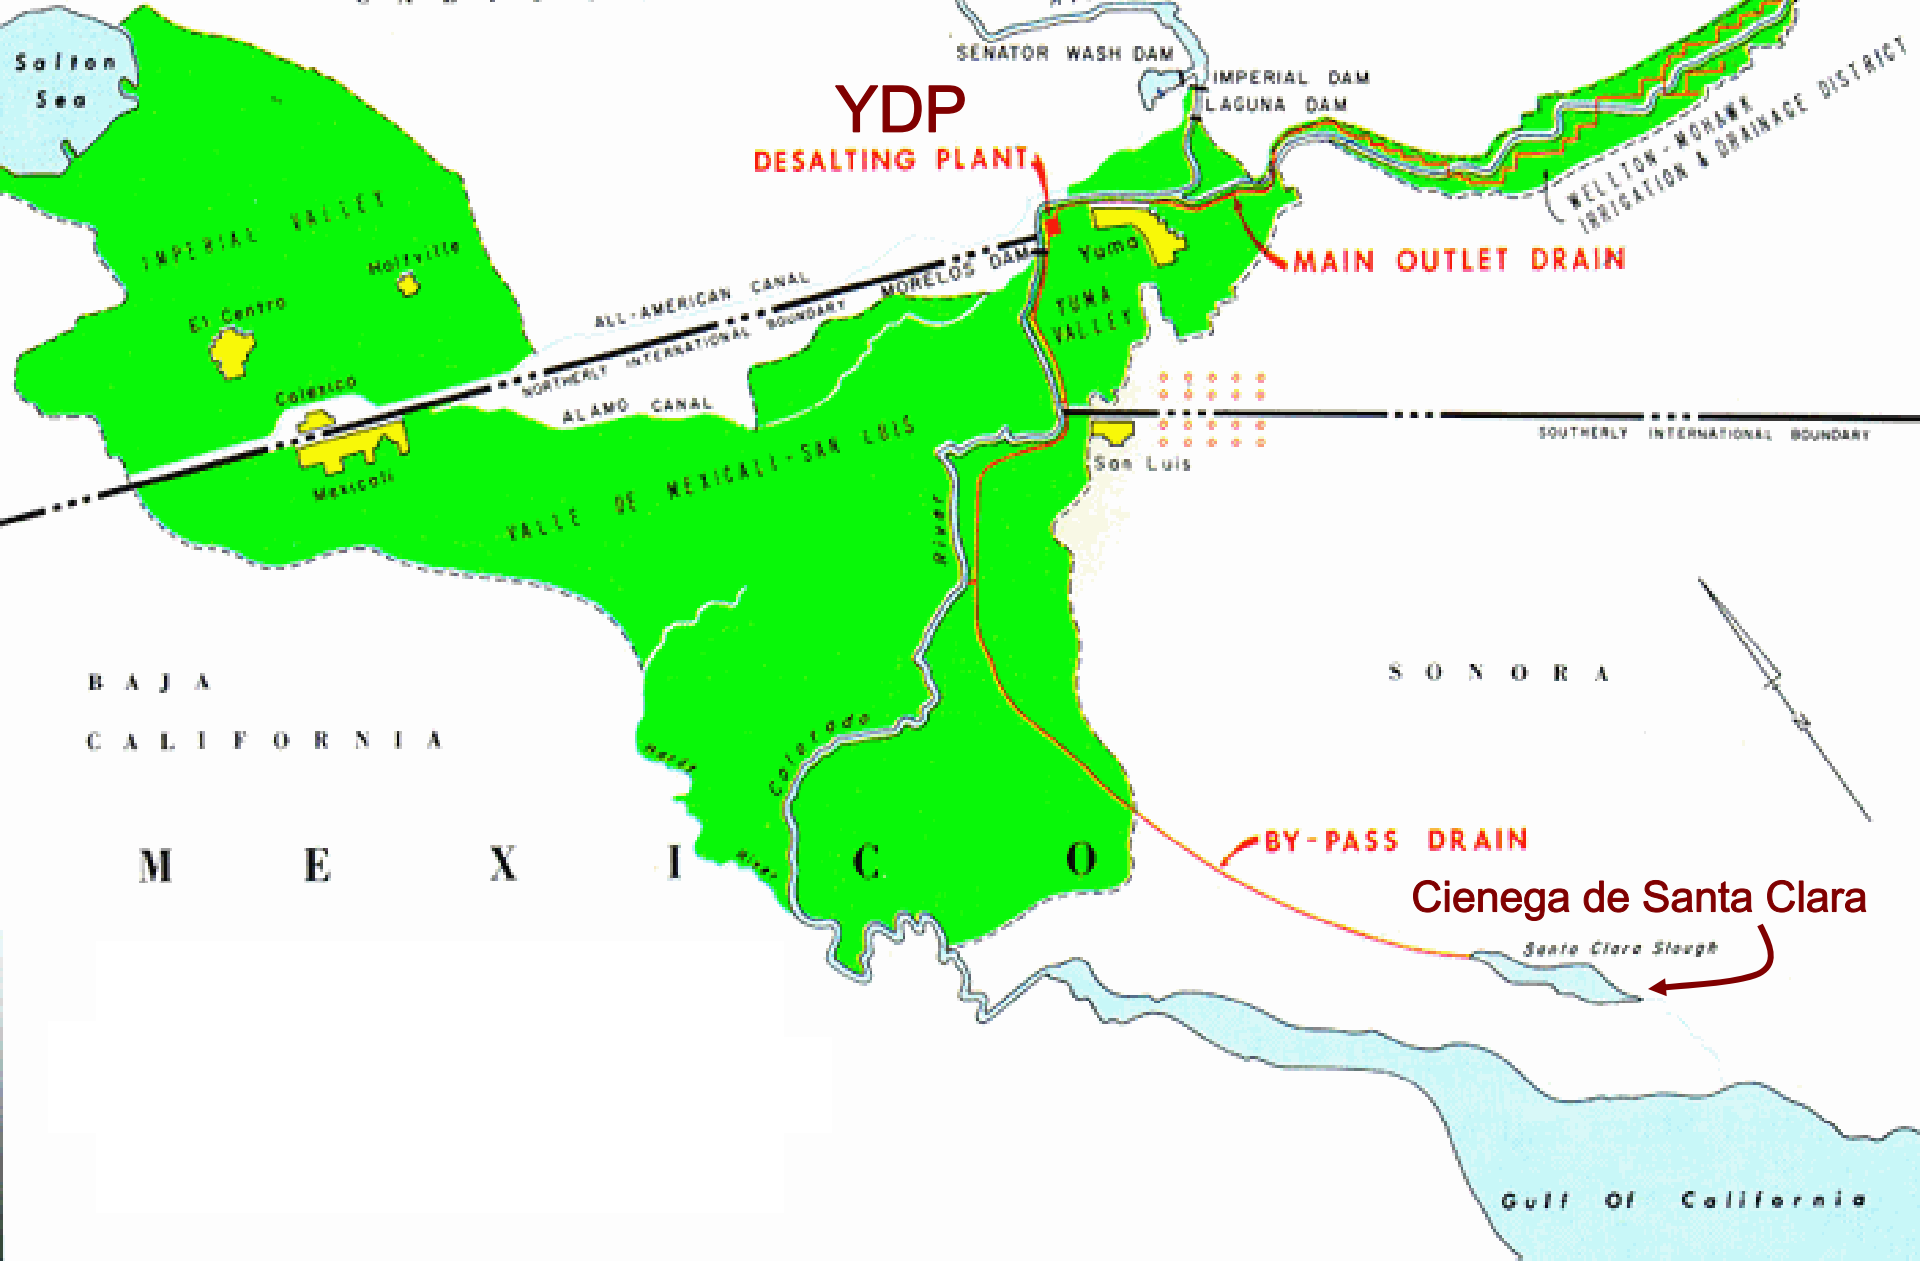 Salton
Sea
SENATOR WASH DAM
IMPERIAL DAM
LAGUNA DAM
YDP
DESALTING PLANT
WELLTON-MOHAWK
IRRIGATION & DRAINAGE DISTRICT
MAIN OUTLET DRAIN
IMPERIAL VALLEY
Holtville
El Centro
Calexico
Mexicali
ALL-AMERICAN CANAL
NORTHERLY INTERNATIONAL BOUNDARY
MORELOS DAM
ALAMO CANAL
Yuma
YUMA
VALLEY
San Luis
SOUTHERLY INTERNATIONAL BOUNDARY
VALLE DE MEXICALI-SAN LUIS
River
Colorado
BAJA
CALIFORNIA
SONORA
Hardy
River
MEXICO
BY-PASS DRAIN
Cienega de Santa Clara
Santa Clara Slough
N
Gulf Of California